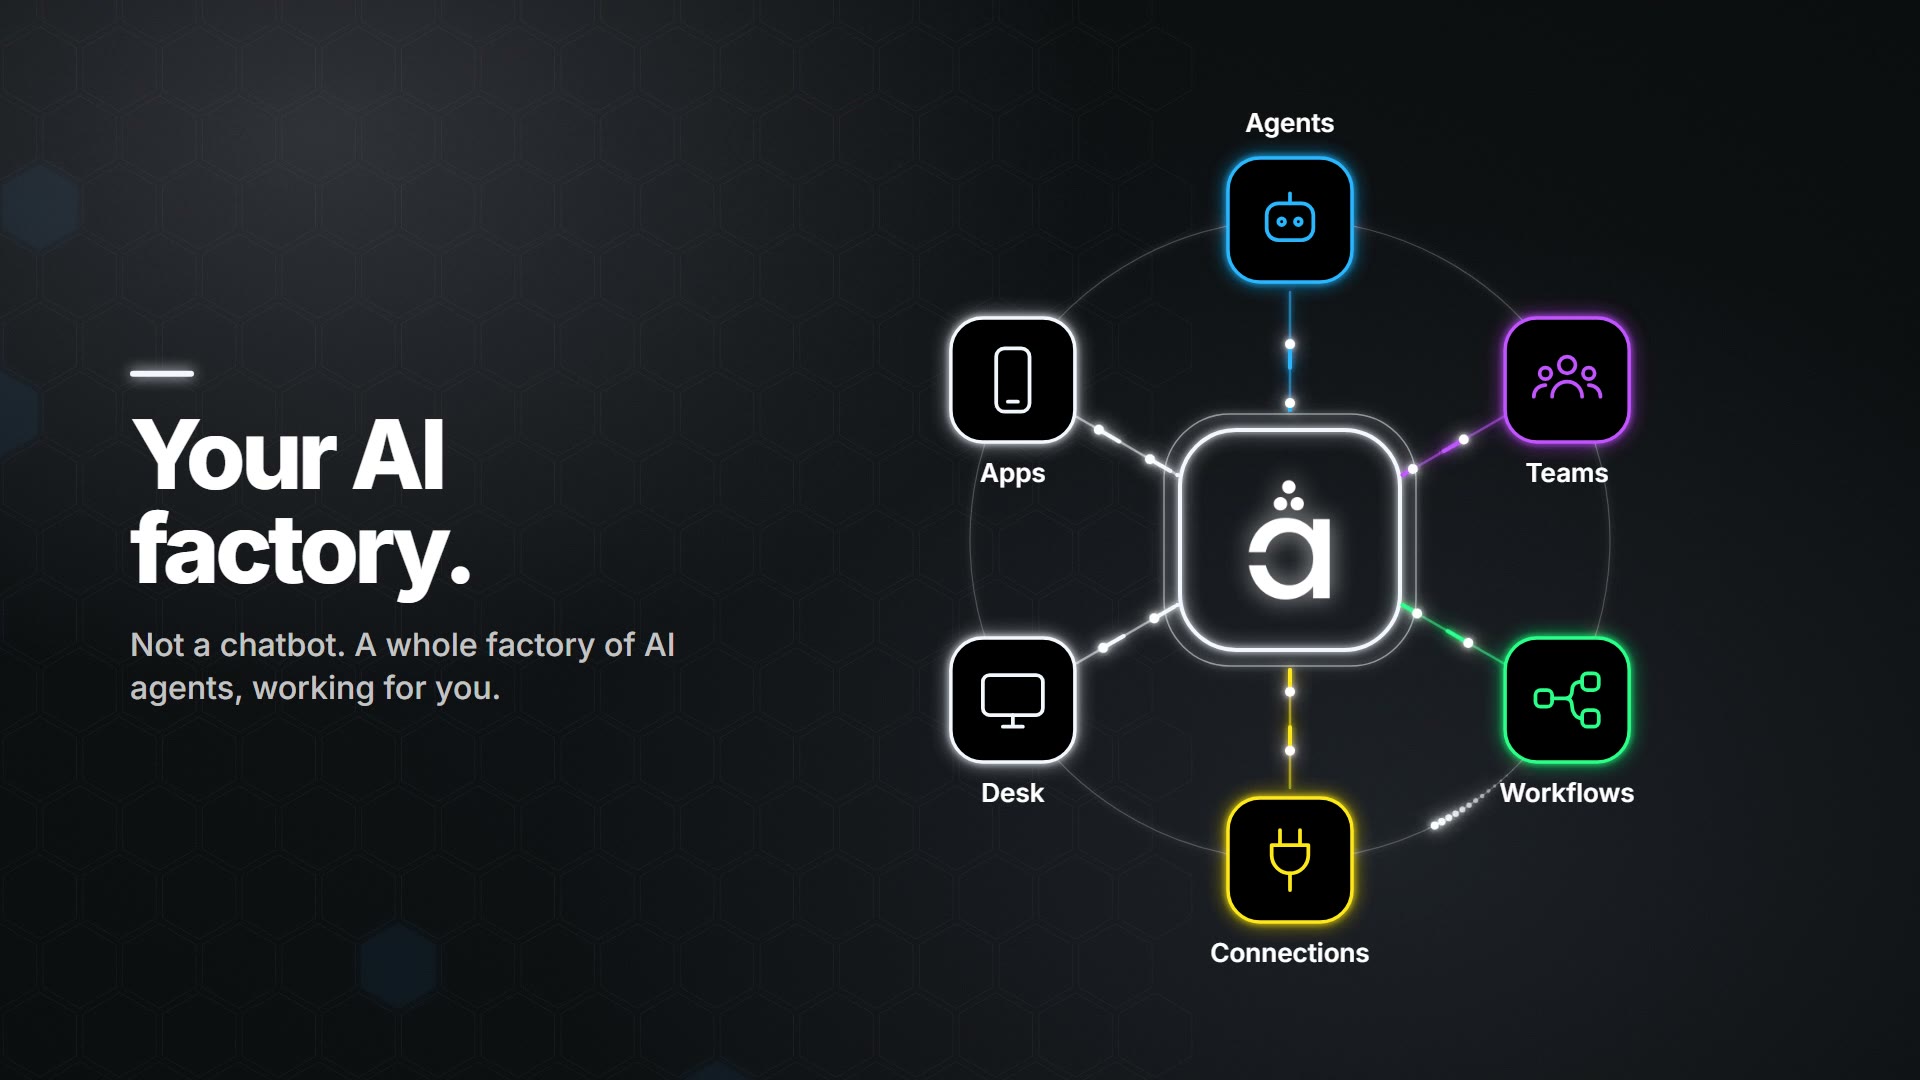 Your AI
factory.
Not a chatbot. A whole factory of AI
agents, working for you.
Agents
Apps
Teams
ä
Desk
Workflows
Connections